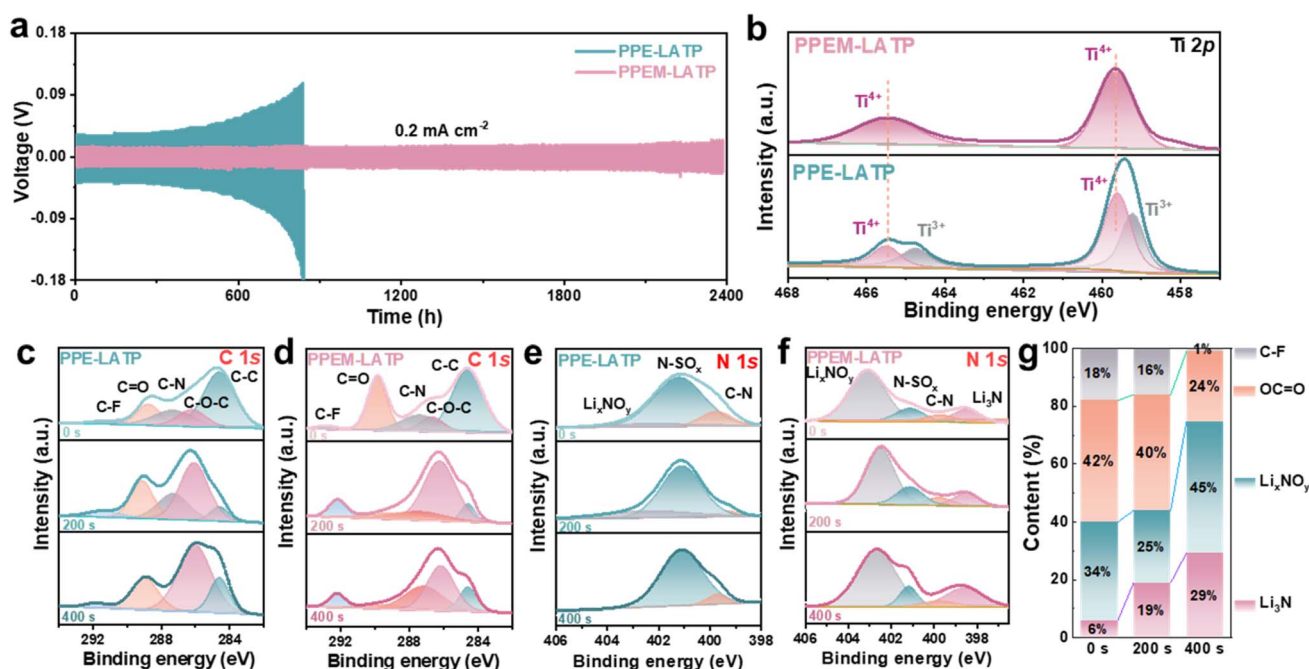 a
0.18
0.09
0.00
-0.09
-0.18
Voltage (V)
PPE-LATP
PPEM-LATP
0.2 mA cm⁻²
0
600
1200
1800
2400
Time (h)
b
PPEM-LATP
Ti 2p
Ti⁴⁺
Ti⁴⁺
PPE-LATP
Ti⁴⁺
Ti³⁺
Ti⁴⁺
Ti³⁺
Intensity (a.u.)
468
466
464
462
460
458
Binding energy (eV)
c
PPE-LATP
C 1s
C-C
C=O
C-N
C-F
C-O-C
0 s
200 s
400 s
Intensity (a.u.)
292
288
284
Binding energy (eV)
d
PPEM-LATP
C 1s
C-C
C=O
C-N
C-O-C
C-F
0 s
200 s
400 s
Intensity (a.u.)
292
288
284
Binding energy (eV)
e
PPE-LATP
N 1s
N-SOₓ
C-N
LiₓNOᵧ
0 s
200 s
400 s
Intensity (a.u.)
406
404
402
400
398
Binding energy (eV)
f
PPEM-LATP
N 1s
LiₓNOᵧ
N-SOₓ
C-N
Li₃N
0 s
200 s
400 s
Intensity (a.u.)
406
404
402
400
398
Binding energy (eV)
g
100
80
60
40
20
0
Content (%)
18%
42%
34%
6%
16%
40%
25%
19%
1%
24%
45%
29%
0 s
200 s
400 s
C-F
OC=O
LiₓNOᵧ
Li₃N